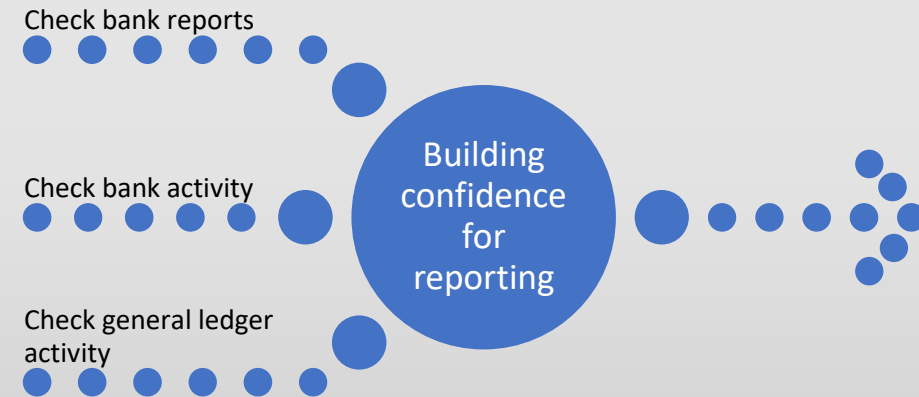 Check bank reports
Check bank activity
Check general ledger
activity
Building
confidence
for
reporting